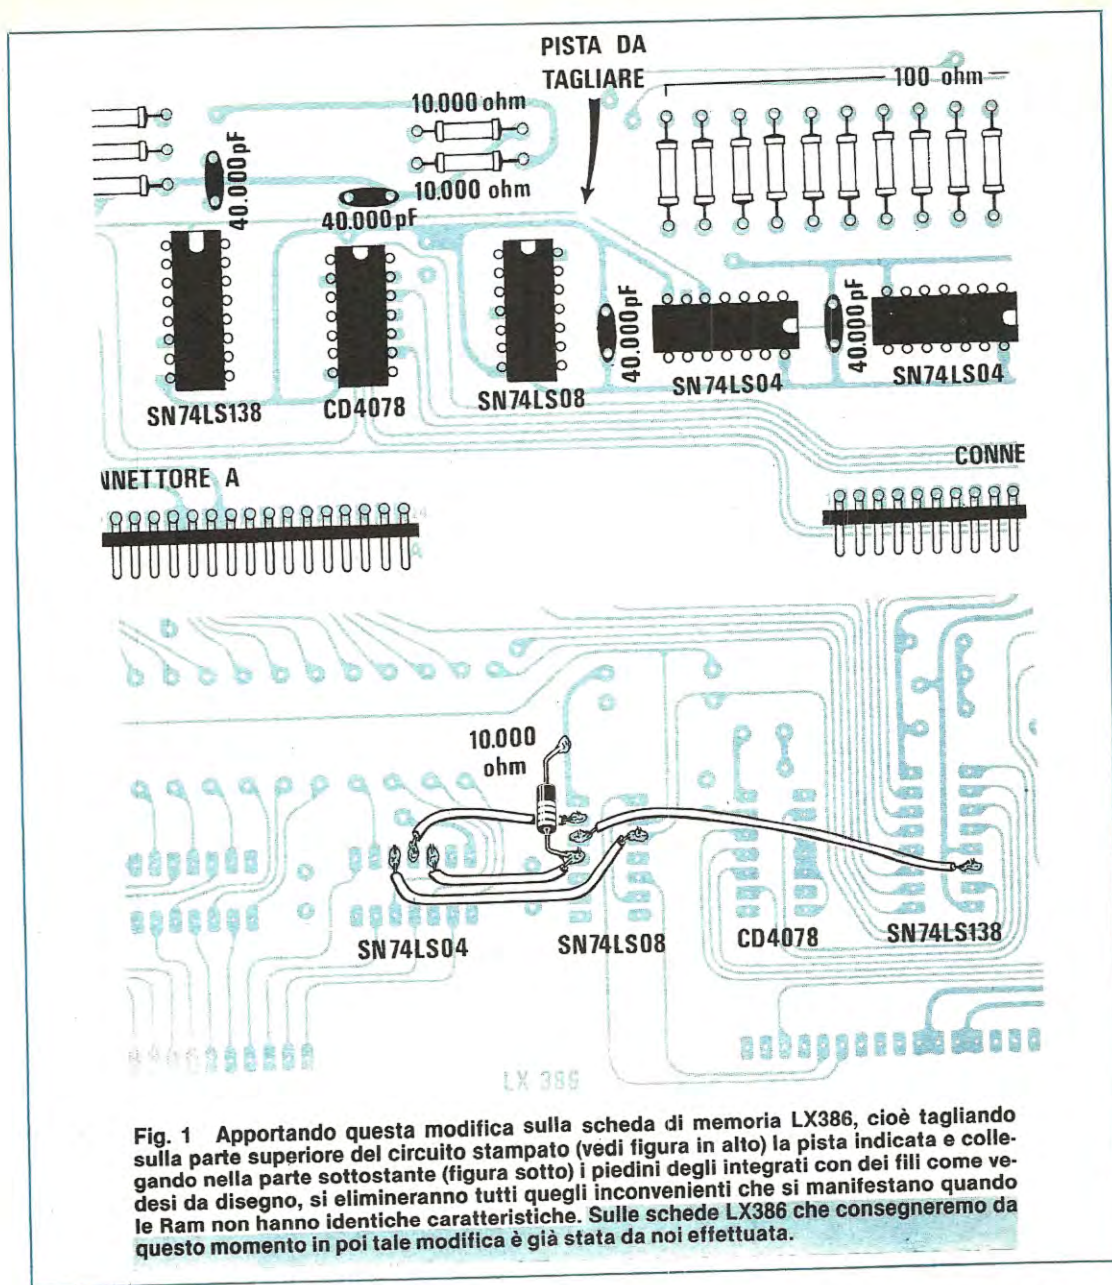 PISTA DA
TAGLIARE
100 ohm
10.000 ohm
10.000 ohm
40.000pF
40.000pF
40.000pF
40.000pF
SN74LS138
CD4078
SN74LS08
SN74LS04
SN74LS04
NNETTORE A
CONNE
A
10.000
ohm
SN74LS04
SN74LS08
CD4078
SN74LS138
LX 386
Fig. 1 Apportando questa modifica sulla scheda di memoria LX386, cioè tagliando
sulla parte superiore del circuito stampato (vedi figura in alto) la pista indicata e colle-
gando nella parte sottostante (figura sotto) i piedini degli integrati con dei fili come ve-
desi da disegno, si elimineranno tutti quegli inconvenienti che si manifestano quando
le Ram non hanno identiche caratteristiche. Sulle schede LX386 che consegneremo da
questo momento in poi tale modifica è già stata da noi effettuata.